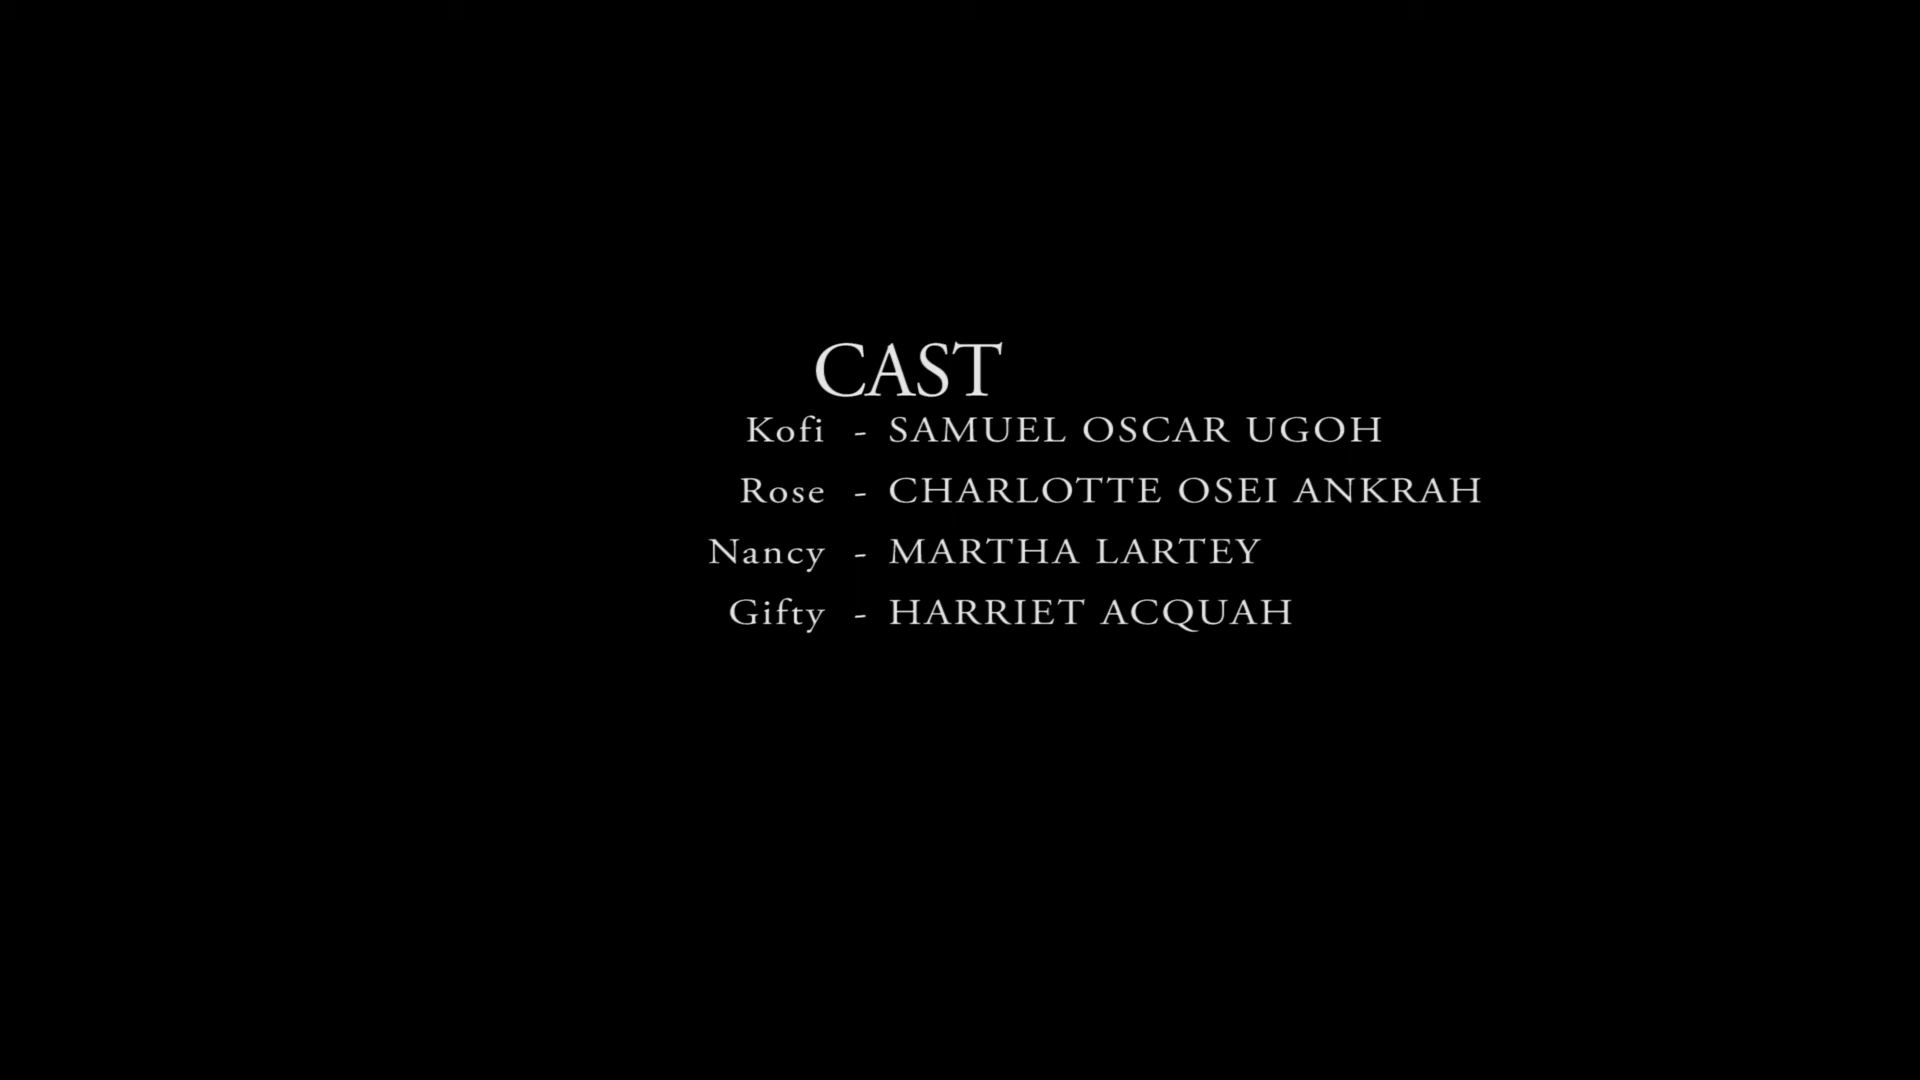 CAST
Kofi - SAMUEL OSCAR UGOH
Rose - CHARLOTTE OSEI ANKRAH
Nancy - MARTHA LARTEY
Gifty - HARRIET ACQUAH